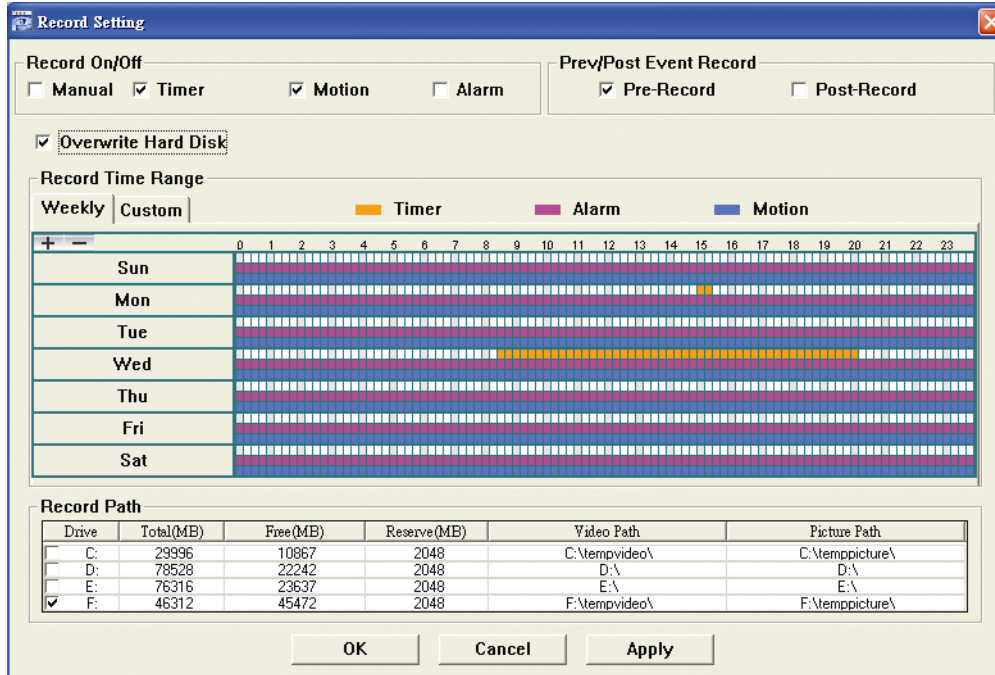 Record Setting
Record On/Off
Prev/Post Event Record
Manual Timer Motion Alarm Pre-Record Post-Record
Overwrite Hard Disk
Record Time Range
Weekly Custom Timer Alarm Motion
+ − 0 1 2 3 4 5 6 7 8 9 10 11 12 13 14 15 16 17 18 19 20 21 22 23
Sun
Mon
Tue
Wed
Thu
Fri
Sat
Record Path
Drive Total(MB) Free(MB) Reserve(MB) Video Path Picture Path
C: 29996 10867 2048 C:\tempvideo\ C:\temppicture\
D: 78528 22242 2048 D:\ D:\
E: 76316 23637 2048 E:\ E:\
F: 46312 45472 2048 F:\tempvideo\ F:\temppicture\
OK Cancel Apply